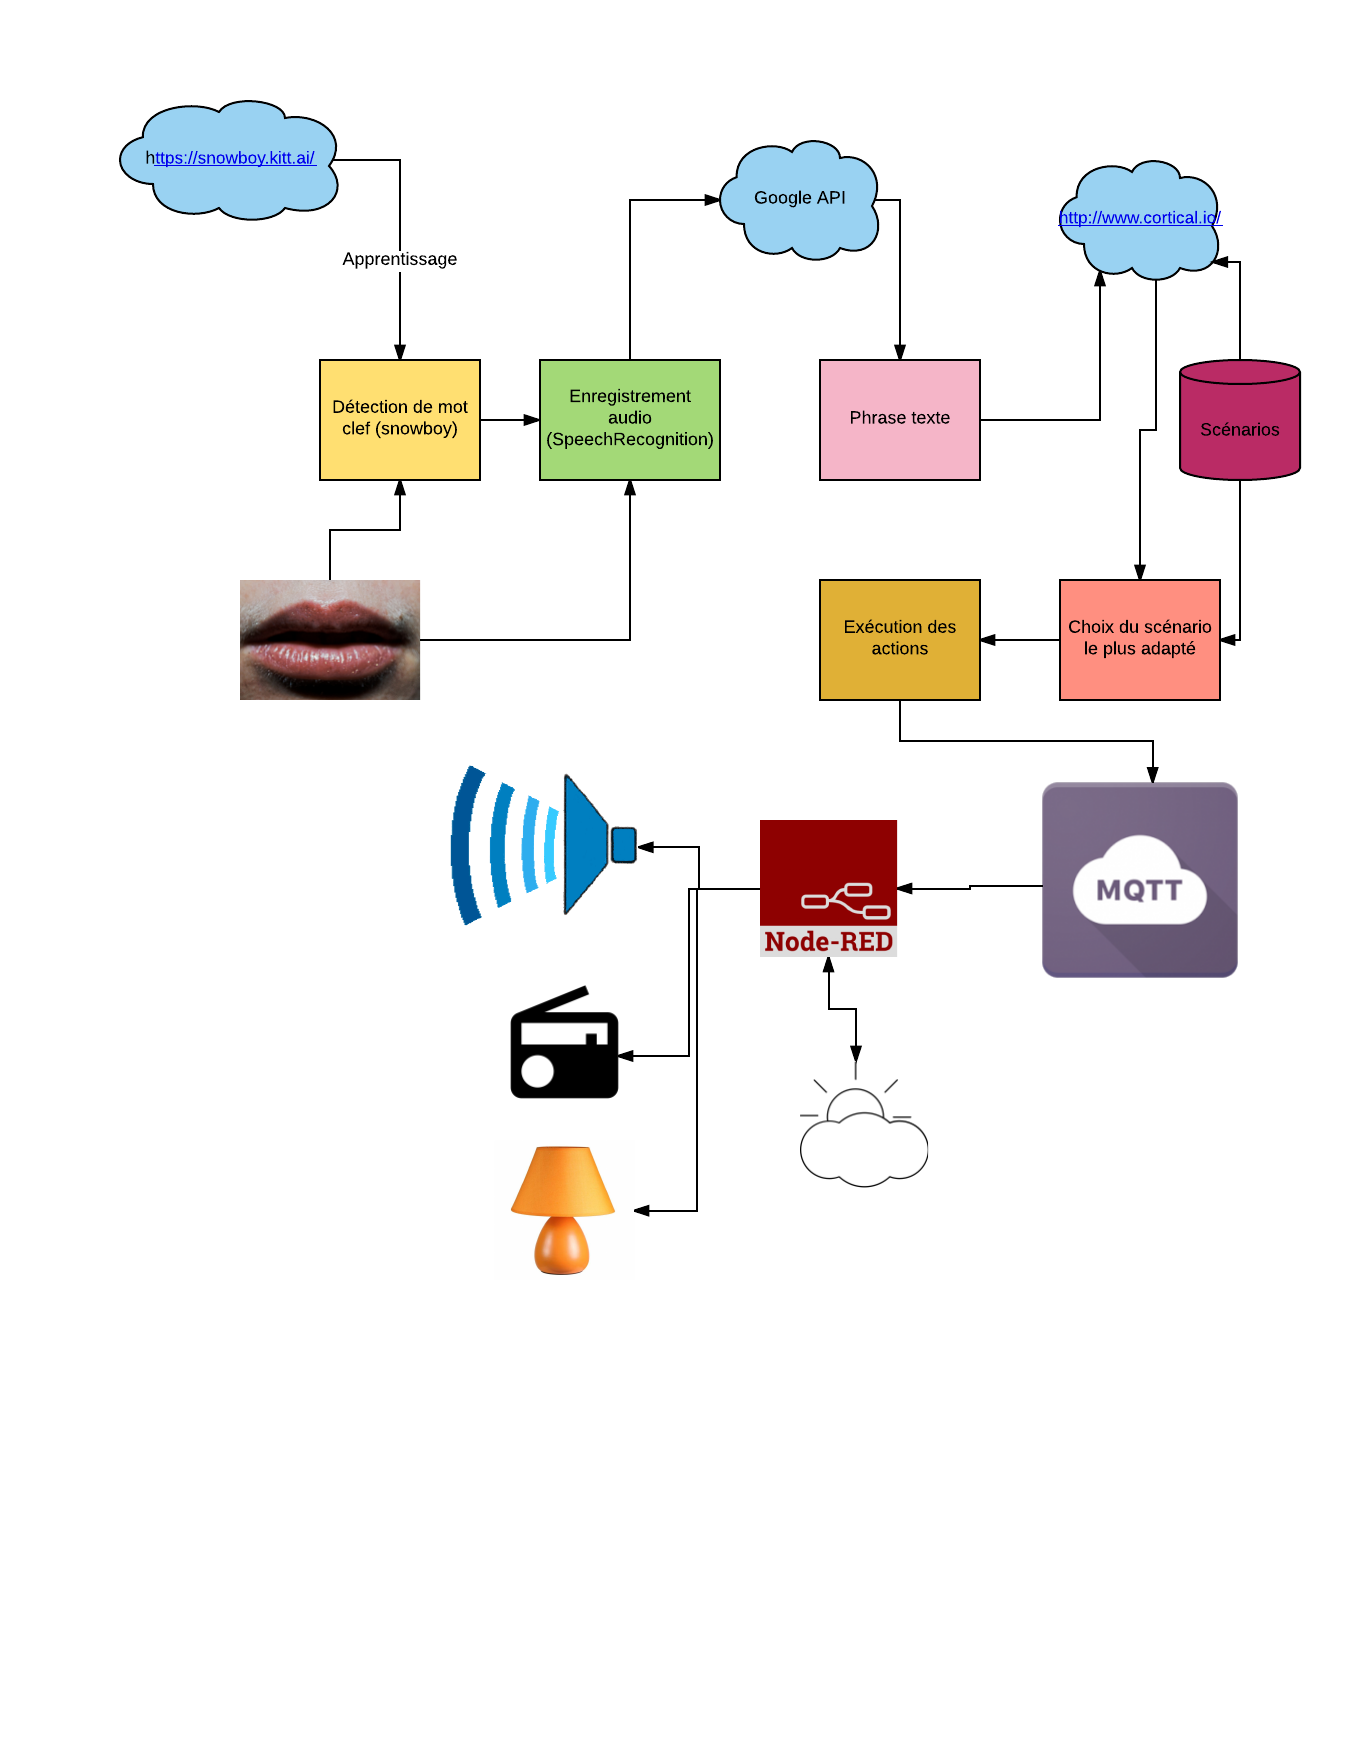 https://snowboy.kitt.ai/
Google API
http://www.cortical.io/
Apprentissage
Détection de mot
clef (snowboy)
Enregistrement
audio
(SpeechRecognition)
Phrase texte
Scénarios
Exécution des
actions
Choix du scénario
le plus adapté
MQTT
Node-RED